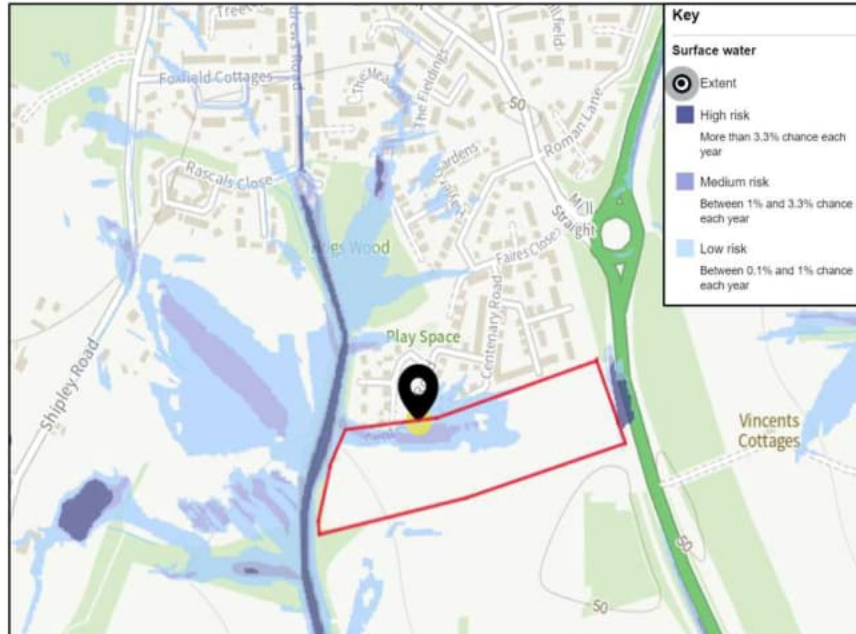 Foxfield Cottages
The Fieldings
50
Roman Lane
Rascals Close
Mill
Straight
Faires Close
Play Space
Centenary Road
Shipley Road
Vincents
Cottages
50
50
Key
Surface water
Extent
High risk
More than 3.3% chance each
year
Medium risk
Between 1% and 3.3% chance
each year
Low risk
Between 0.1% and 1% chance
each year